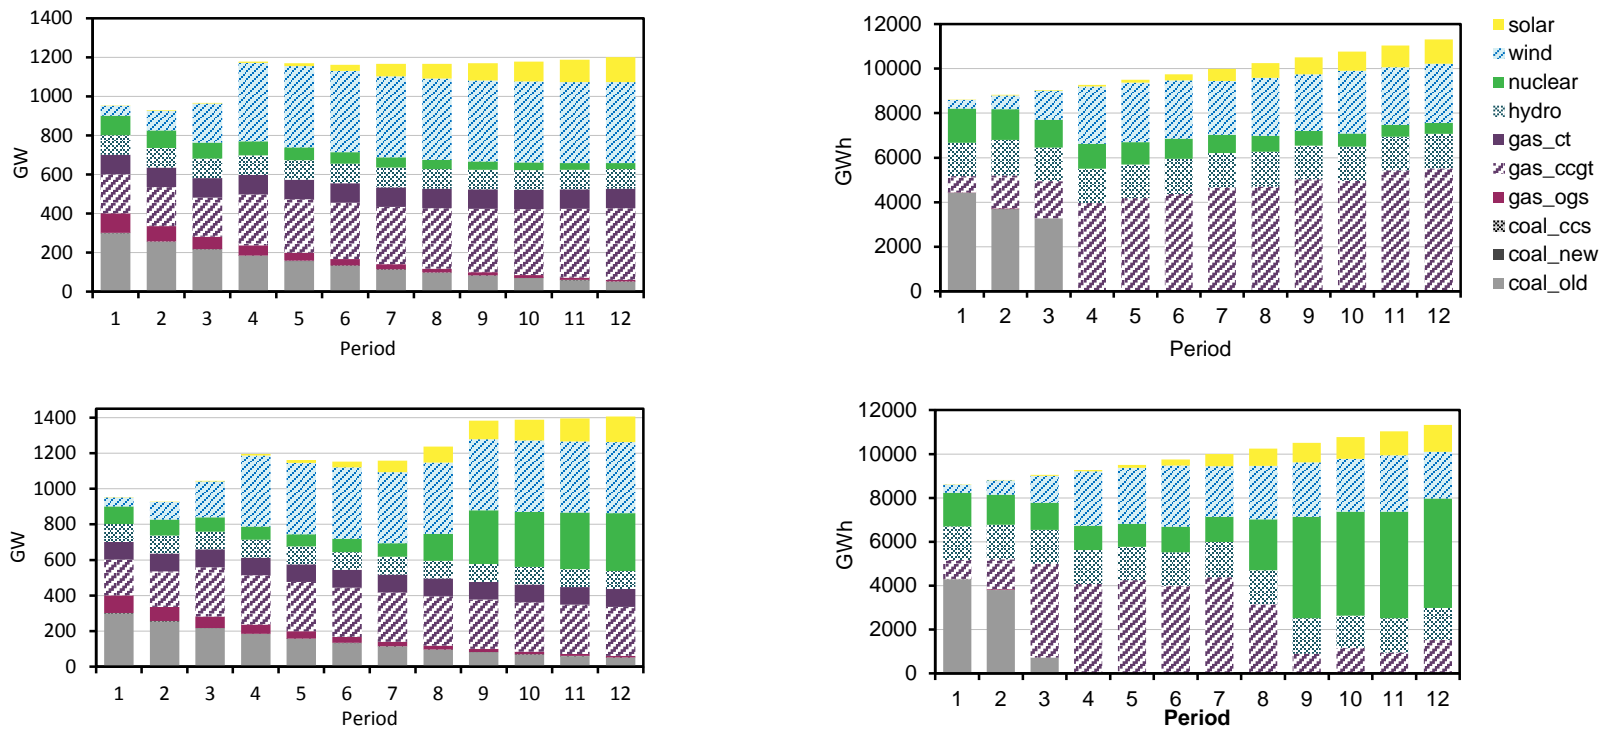 1400
1200
1000
800
600
400
200
0
GW
1 2 3 4 5 6 7 8 9 10 11 12
Period
12000
10000
8000
6000
4000
2000
0
GWh
1 2 3 4 5 6 7 8 9 10 11 12
Period
solar
wind
nuclear
hydro
gas_ct
gas_ccgt
gas_ogs
coal_ccs
coal_new
coal_old
1400
1200
1000
800
600
400
200
0
GW
1 2 3 4 5 6 7 8 9 10 11 12
Period
12000
10000
8000
6000
4000
2000
0
GWh
1 2 3 4 5 6 7 8 9 10 11 12
Period